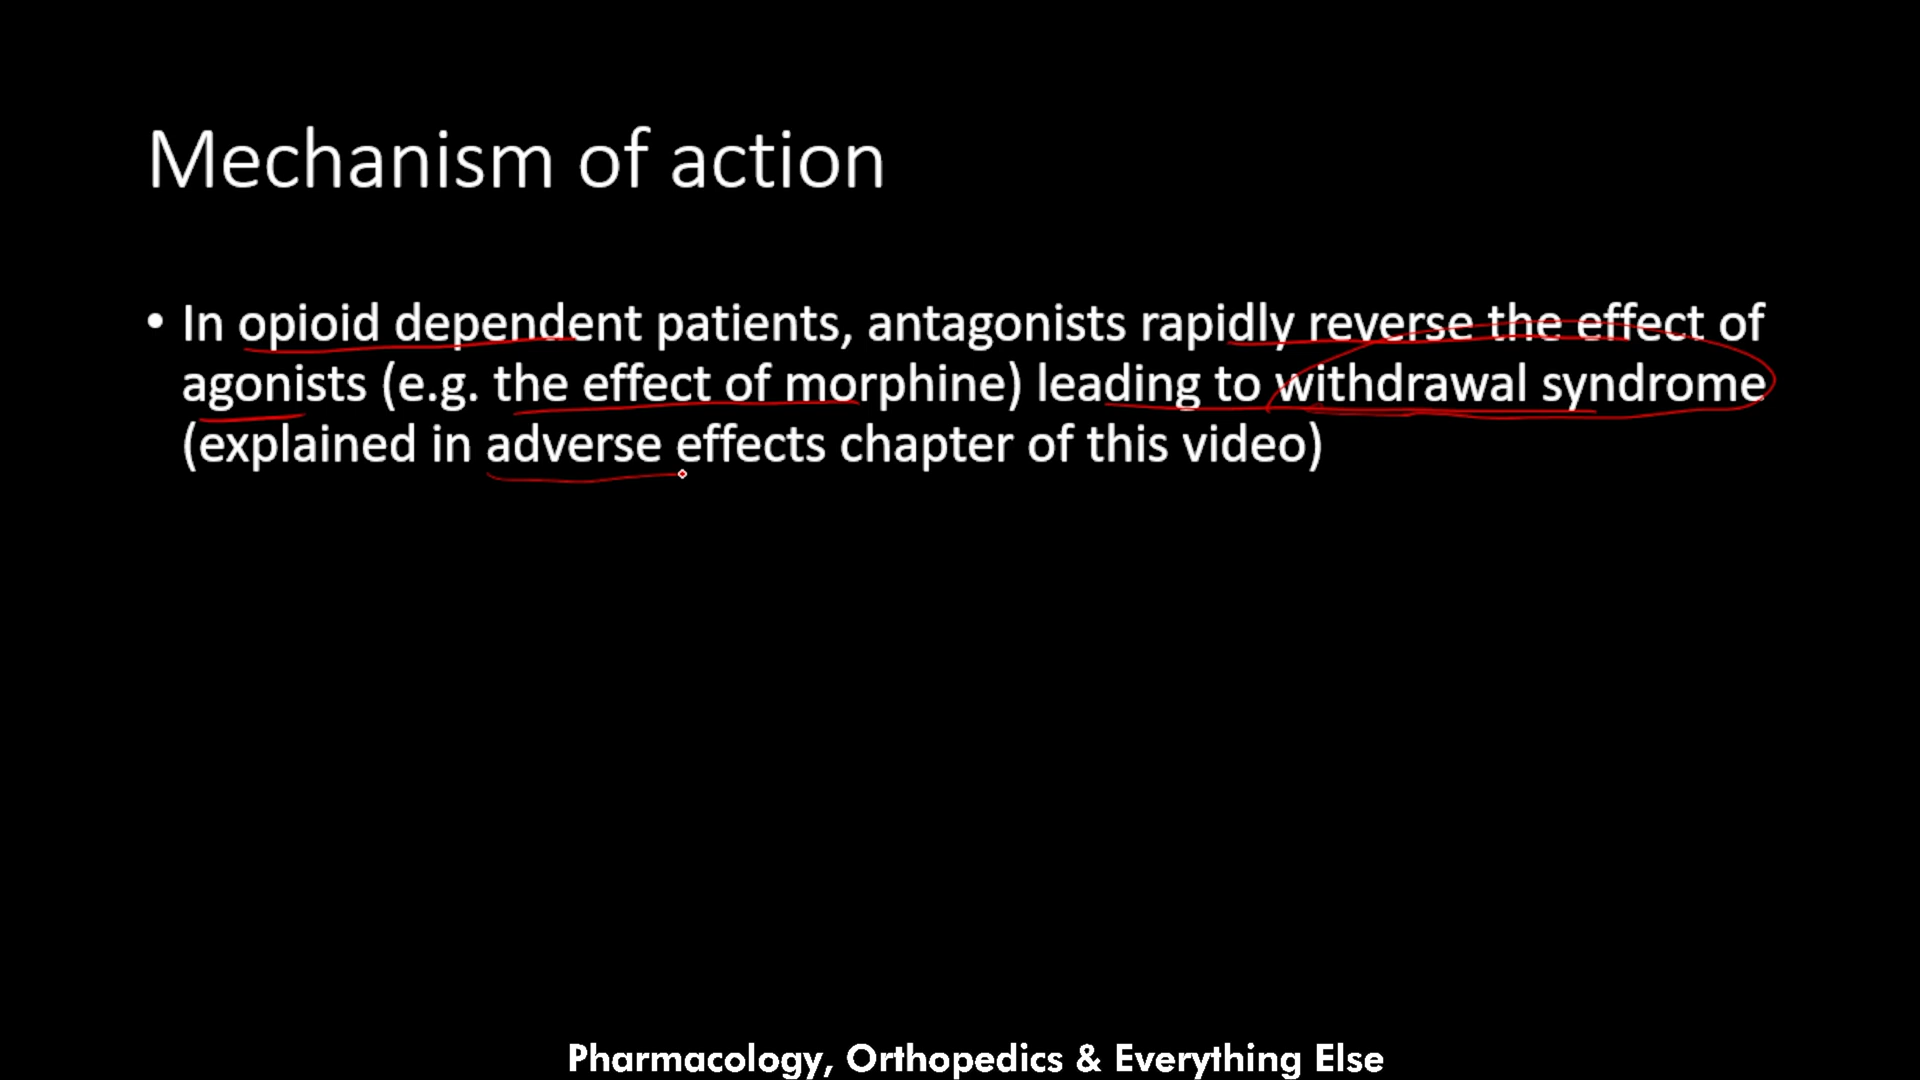 Mechanism of action
• In opioid dependent patients, antagonists rapidly reverse the effect of
agonists (e.g. the effect of morphine) leading to withdrawal syndrome
(explained in adverse effects chapter of this video)
Pharmacology, Orthopedics & Everything Else